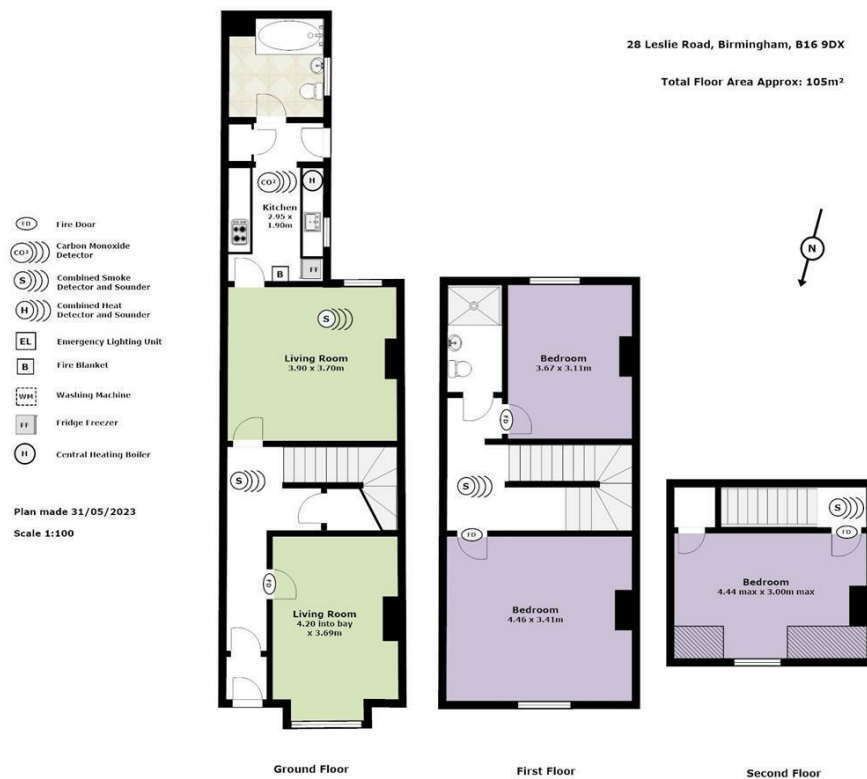 28 Leslie Road, Birmingham, B16 9DX
Total Floor Area Approx: 105m²
FD Fire Door
CO² Carbon Monoxide
Detector
S Combined Smoke
Detector and Sounder
H Combined Heat
Detector and Sounder
EL Emergency Lighting Unit
B Fire Blanket
WM Washing Machine
FF Fridge Freezer
H Central Heating Boiler
Plan made 31/05/2023
Scale 1:100
CO²
H
Kitchen
2.95 x
1.90m
B
FF
S
Living Room
3.90 x 3.70m
S
FD
Living Room
4.20 into bay
x 3.69m
Ground Floor
Bedroom
3.67 x 3.11m
FD
S
FD
Bedroom
4.46 x 3.41m
First Floor
N
S
FD
Bedroom
4.44 max x 3.00m max
Second Floor